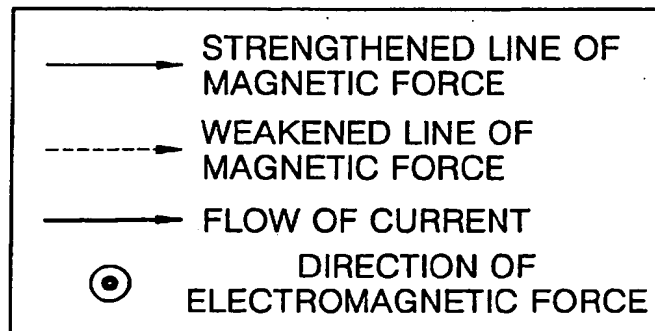 STRENGTHENED LINE OF
MAGNETIC FORCE
WEAKENED LINE OF
MAGNETIC FORCE
FLOW OF CURRENT
DIRECTION OF
ELECTROMAGNETIC FORCE